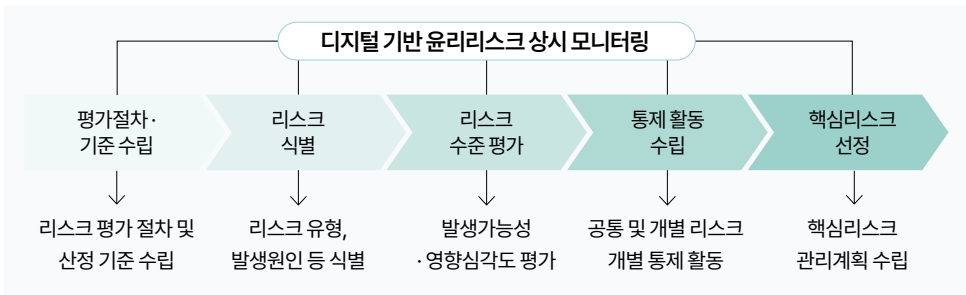 디지털 기반 윤리리스크 상시 모니터링
평가절차·
기준 수립
리스크
식별
리스크
수준 평가
통제 활동
수립
핵심리스크
선정
리스크 평가 절차 및
산정 기준 수립
리스크 유형,
발생원인 등 식별
발생가능성
·영향심각도 평가
공통 및 개별 리스크
개별 통제 활동
핵심리스크
관리계획 수립